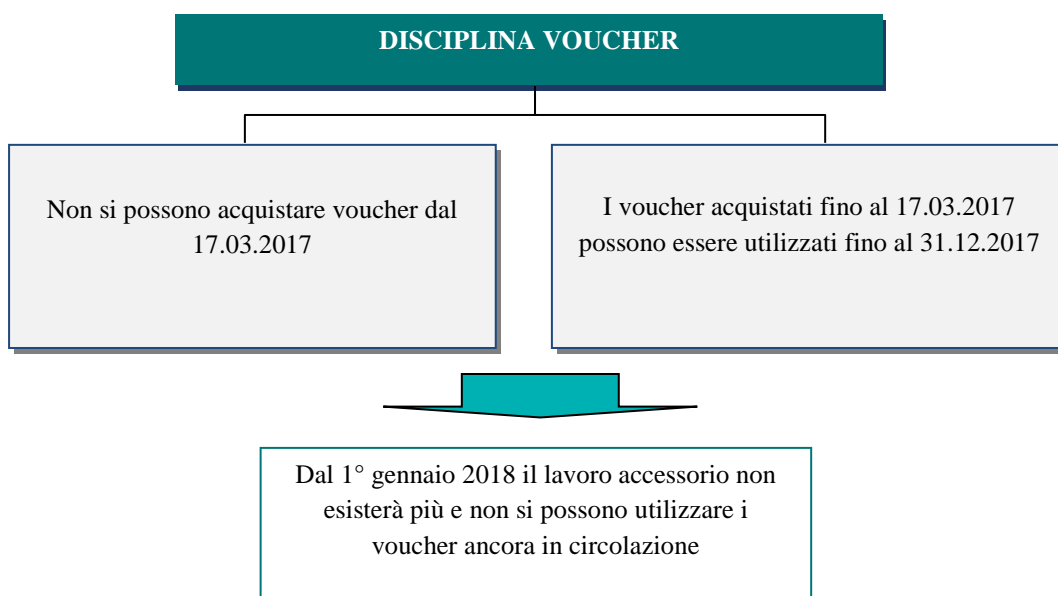 DISCIPLINA VOUCHER
Non si possono acquistare voucher dal
17.03.2017
I voucher acquistati fino al 17.03.2017
possono essere utilizzati fino al 31.12.2017
Dal 1° gennaio 2018 il lavoro accessorio non
esisterà più e non si possono utilizzare i
voucher ancora in circolazione